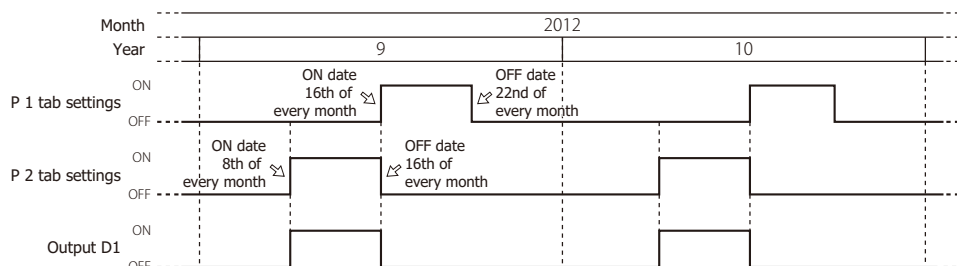 Month
2012
Year
9
10
P 1 tab settings
ON
OFF
ON date
16th of
every month
OFF date
22nd of
every month
P 2 tab settings
ON
OFF
ON date
8th of
every month
OFF date
16th of
every month
Output D1
ON
OFF